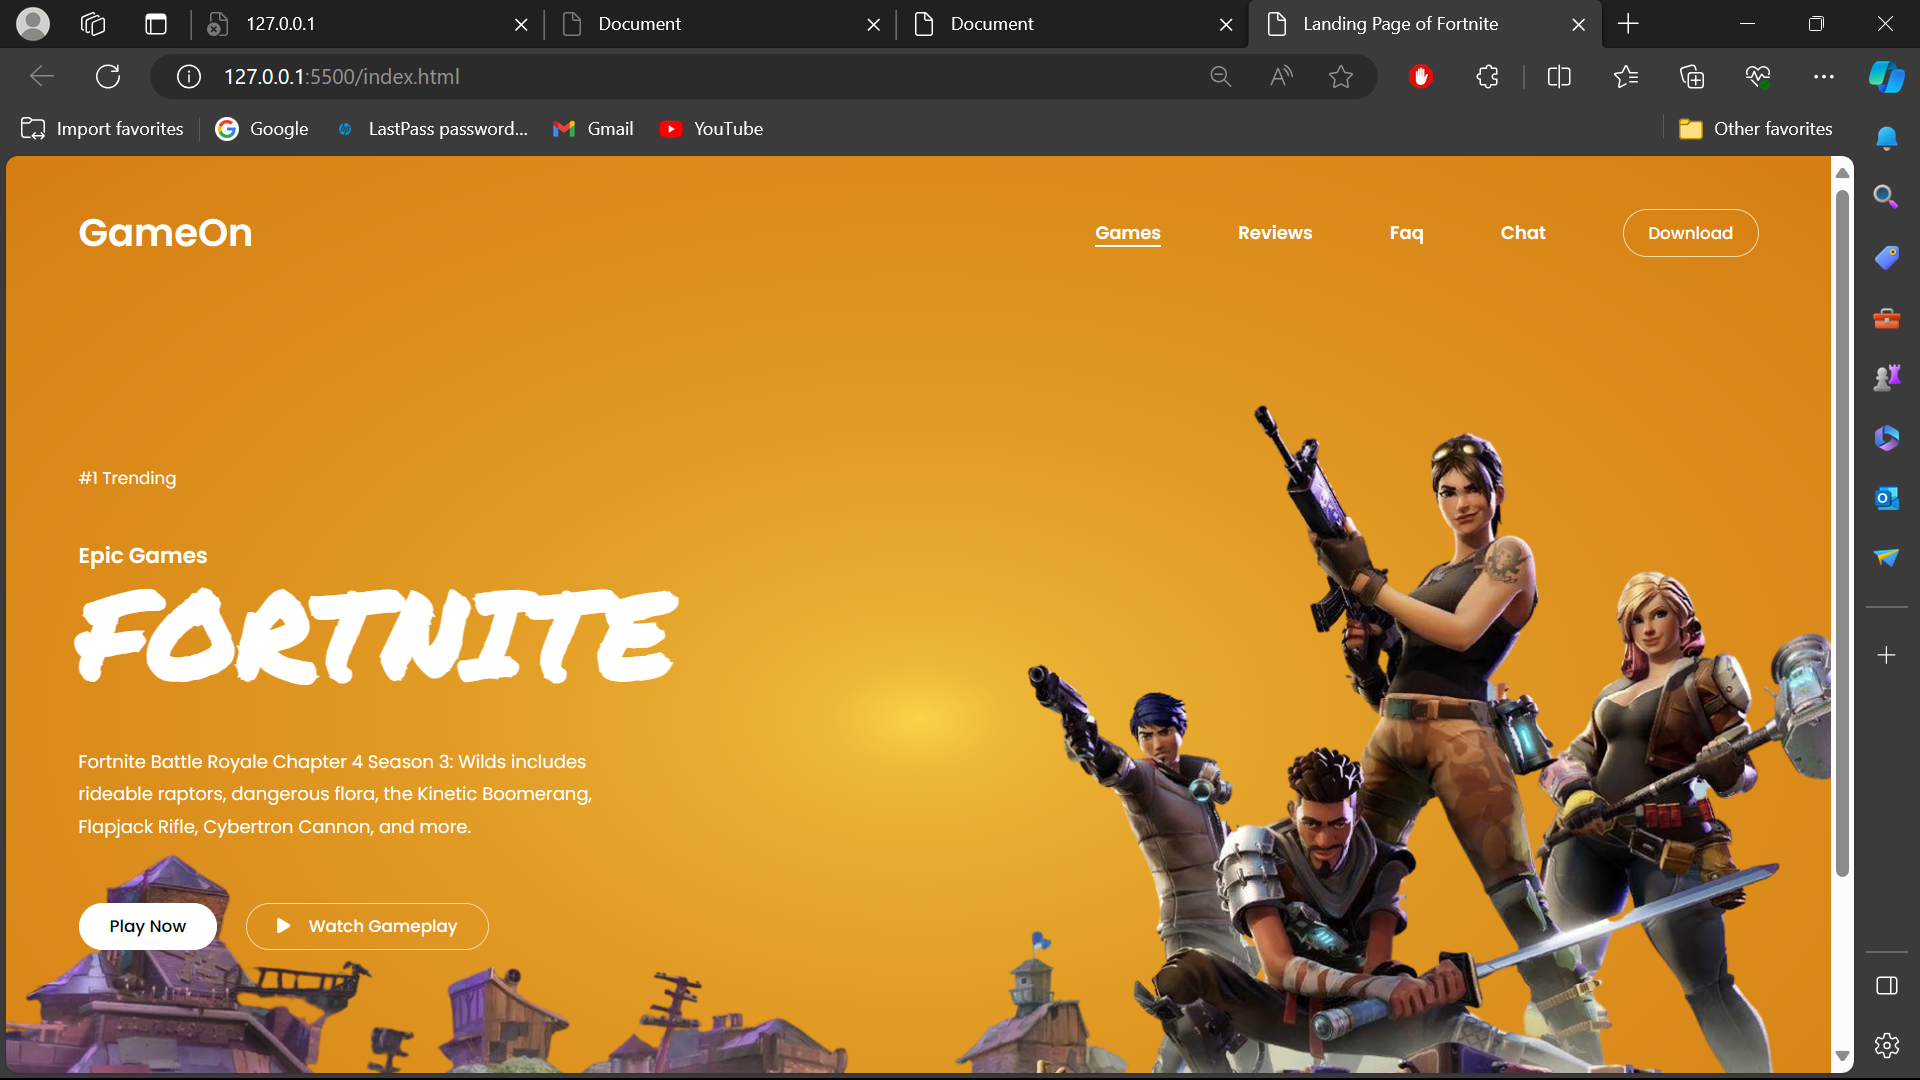 127.0.0.1
Document
Document
Landing Page of Fortnite
127.0.0.1:5500/index.html
Import favorites
Google
LastPass password...
Gmail
YouTube
Other favorites
GameOn
Games
Reviews
Faq
Chat
Download
#1 Trending
Epic Games
FORTNITE
Fortnite Battle Royale Chapter 4 Season 3: Wilds includes
rideable raptors, dangerous flora, the Kinetic Boomerang,
Flapjack Rifle, Cybertron Cannon, and more.
Play Now
Watch Gameplay